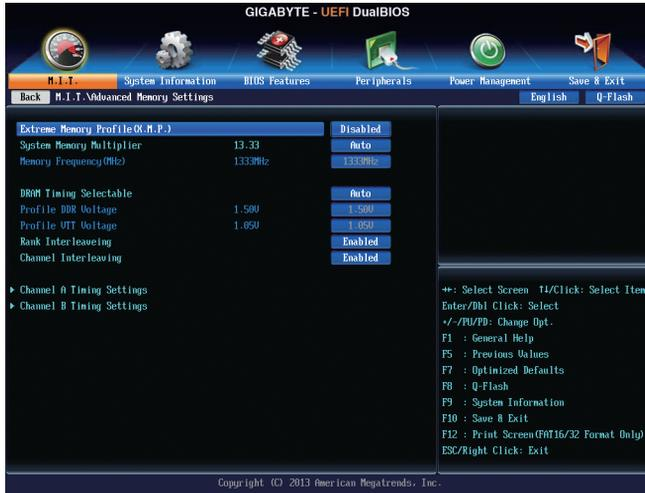 GIGABYTE - UEFI DualBIOS
M.I.T. System Information BIOS Features Peripherals Power Management Save & Exit
Back M.I.T.\Advanced Memory Settings English Q-Flash
Extreme Memory Profile(X.M.P.) Disabled
System Memory Multiplier 13.33 Auto
Memory Frequency(MHz) 1333MHz 1333MHz
DRAM Timing Selectable Auto
Profile DDR Voltage 1.50V 1.50V
Profile VTT Voltage 1.05V 1.05V
Rank Interleaveing Enabled
Channel Interleaving Enabled
Channel A Timing Settings
Channel B Timing Settings
→←: Select Screen ↑↓/Click: Select Item
Enter/Dbl Click: Select
+/-/PU/PD: Change Opt.
F1 : General Help
F5 : Previous Values
F7 : Optimized Defaults
F8 : Q-Flash
F9 : System Information
F10 : Save & Exit
F12 : Print Screen(FAT16/32 Format Only)
ESC/Right Click: Exit
Copyright (C) 2013 American Megatrends, Inc.